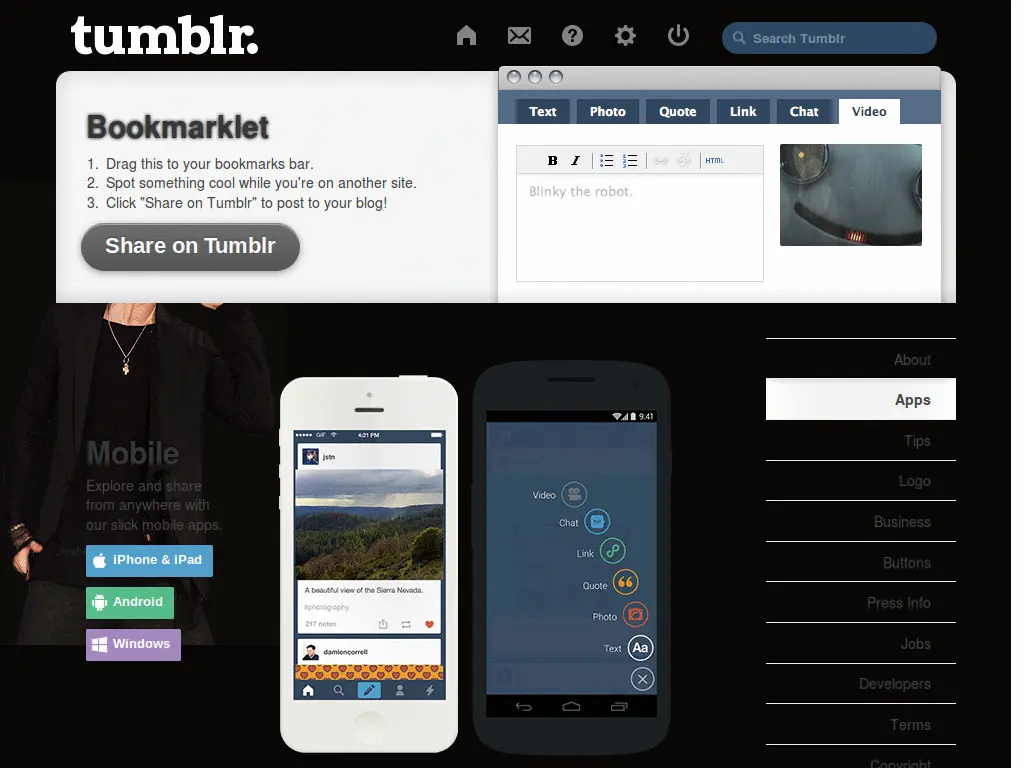 tumblr.
Search Tumblr
Bookmarklet
1. Drag this to your bookmarks bar.
2. Spot something cool while you're on another site.
3. Click "Share on Tumblr" to post to your blog!
Share on Tumblr
Text Photo Quote Link Chat Video
B I HTML
Blinky the robot.
Mobile
Explore and share
from anywhere with
our slick mobile apps.
iPhone & iPad
Android
Windows
GIF 4:21 PM
jstn
A beautiful view of the Sierra Nevada.
#photography
217 notes
damiencorrell
9:41
Video
Chat
Link
Quote
Photo
Text Aa
About
Apps
Tips
Logo
Business
Buttons
Press Info
Jobs
Developers
Terms
Copyright